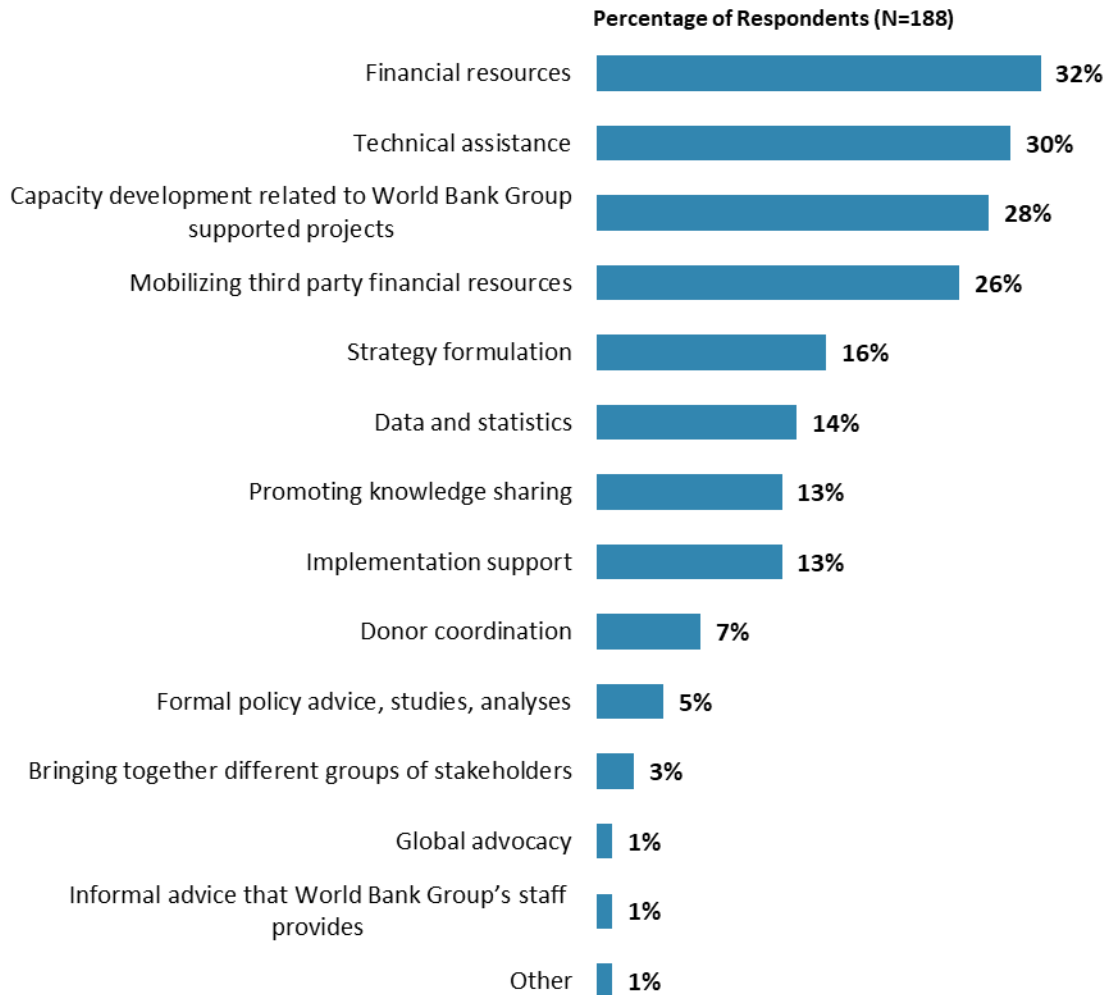 Percentage of Respondents (N=188)
Financial resources 32%
Technical assistance 30%
Capacity development related to World Bank Group
supported projects 28%
Mobilizing third party financial resources 26%
Strategy formulation 16%
Data and statistics 14%
Promoting knowledge sharing 13%
Implementation support 13%
Donor coordination 7%
Formal policy advice, studies, analyses 5%
Bringing together different groups of stakeholders 3%
Global advocacy 1%
Informal advice that World Bank Group’s staff
provides 1%
Other 1%